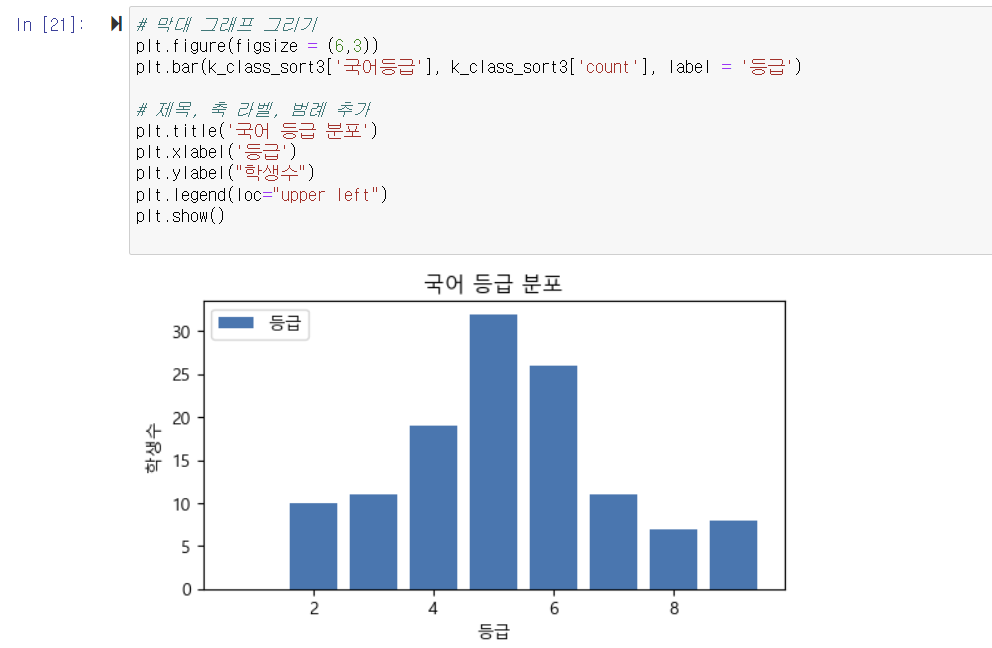 In [21]:
# 막대 그래프 그리기
plt.figure(figsize = (6,3))
plt.bar(k_class_sort3['국어등급'], k_class_sort3['count'], label = '등급')
# 제목, 축 라벨, 범례 추가
plt.title('국어 등급 분포')
plt.xlabel('등급')
plt.ylabel("학생수")
plt.legend(loc="upper left")
plt.show()
국어 등급 분포
등급
30
25
20
15
10
5
0
학생수
2 4 6 8
등급